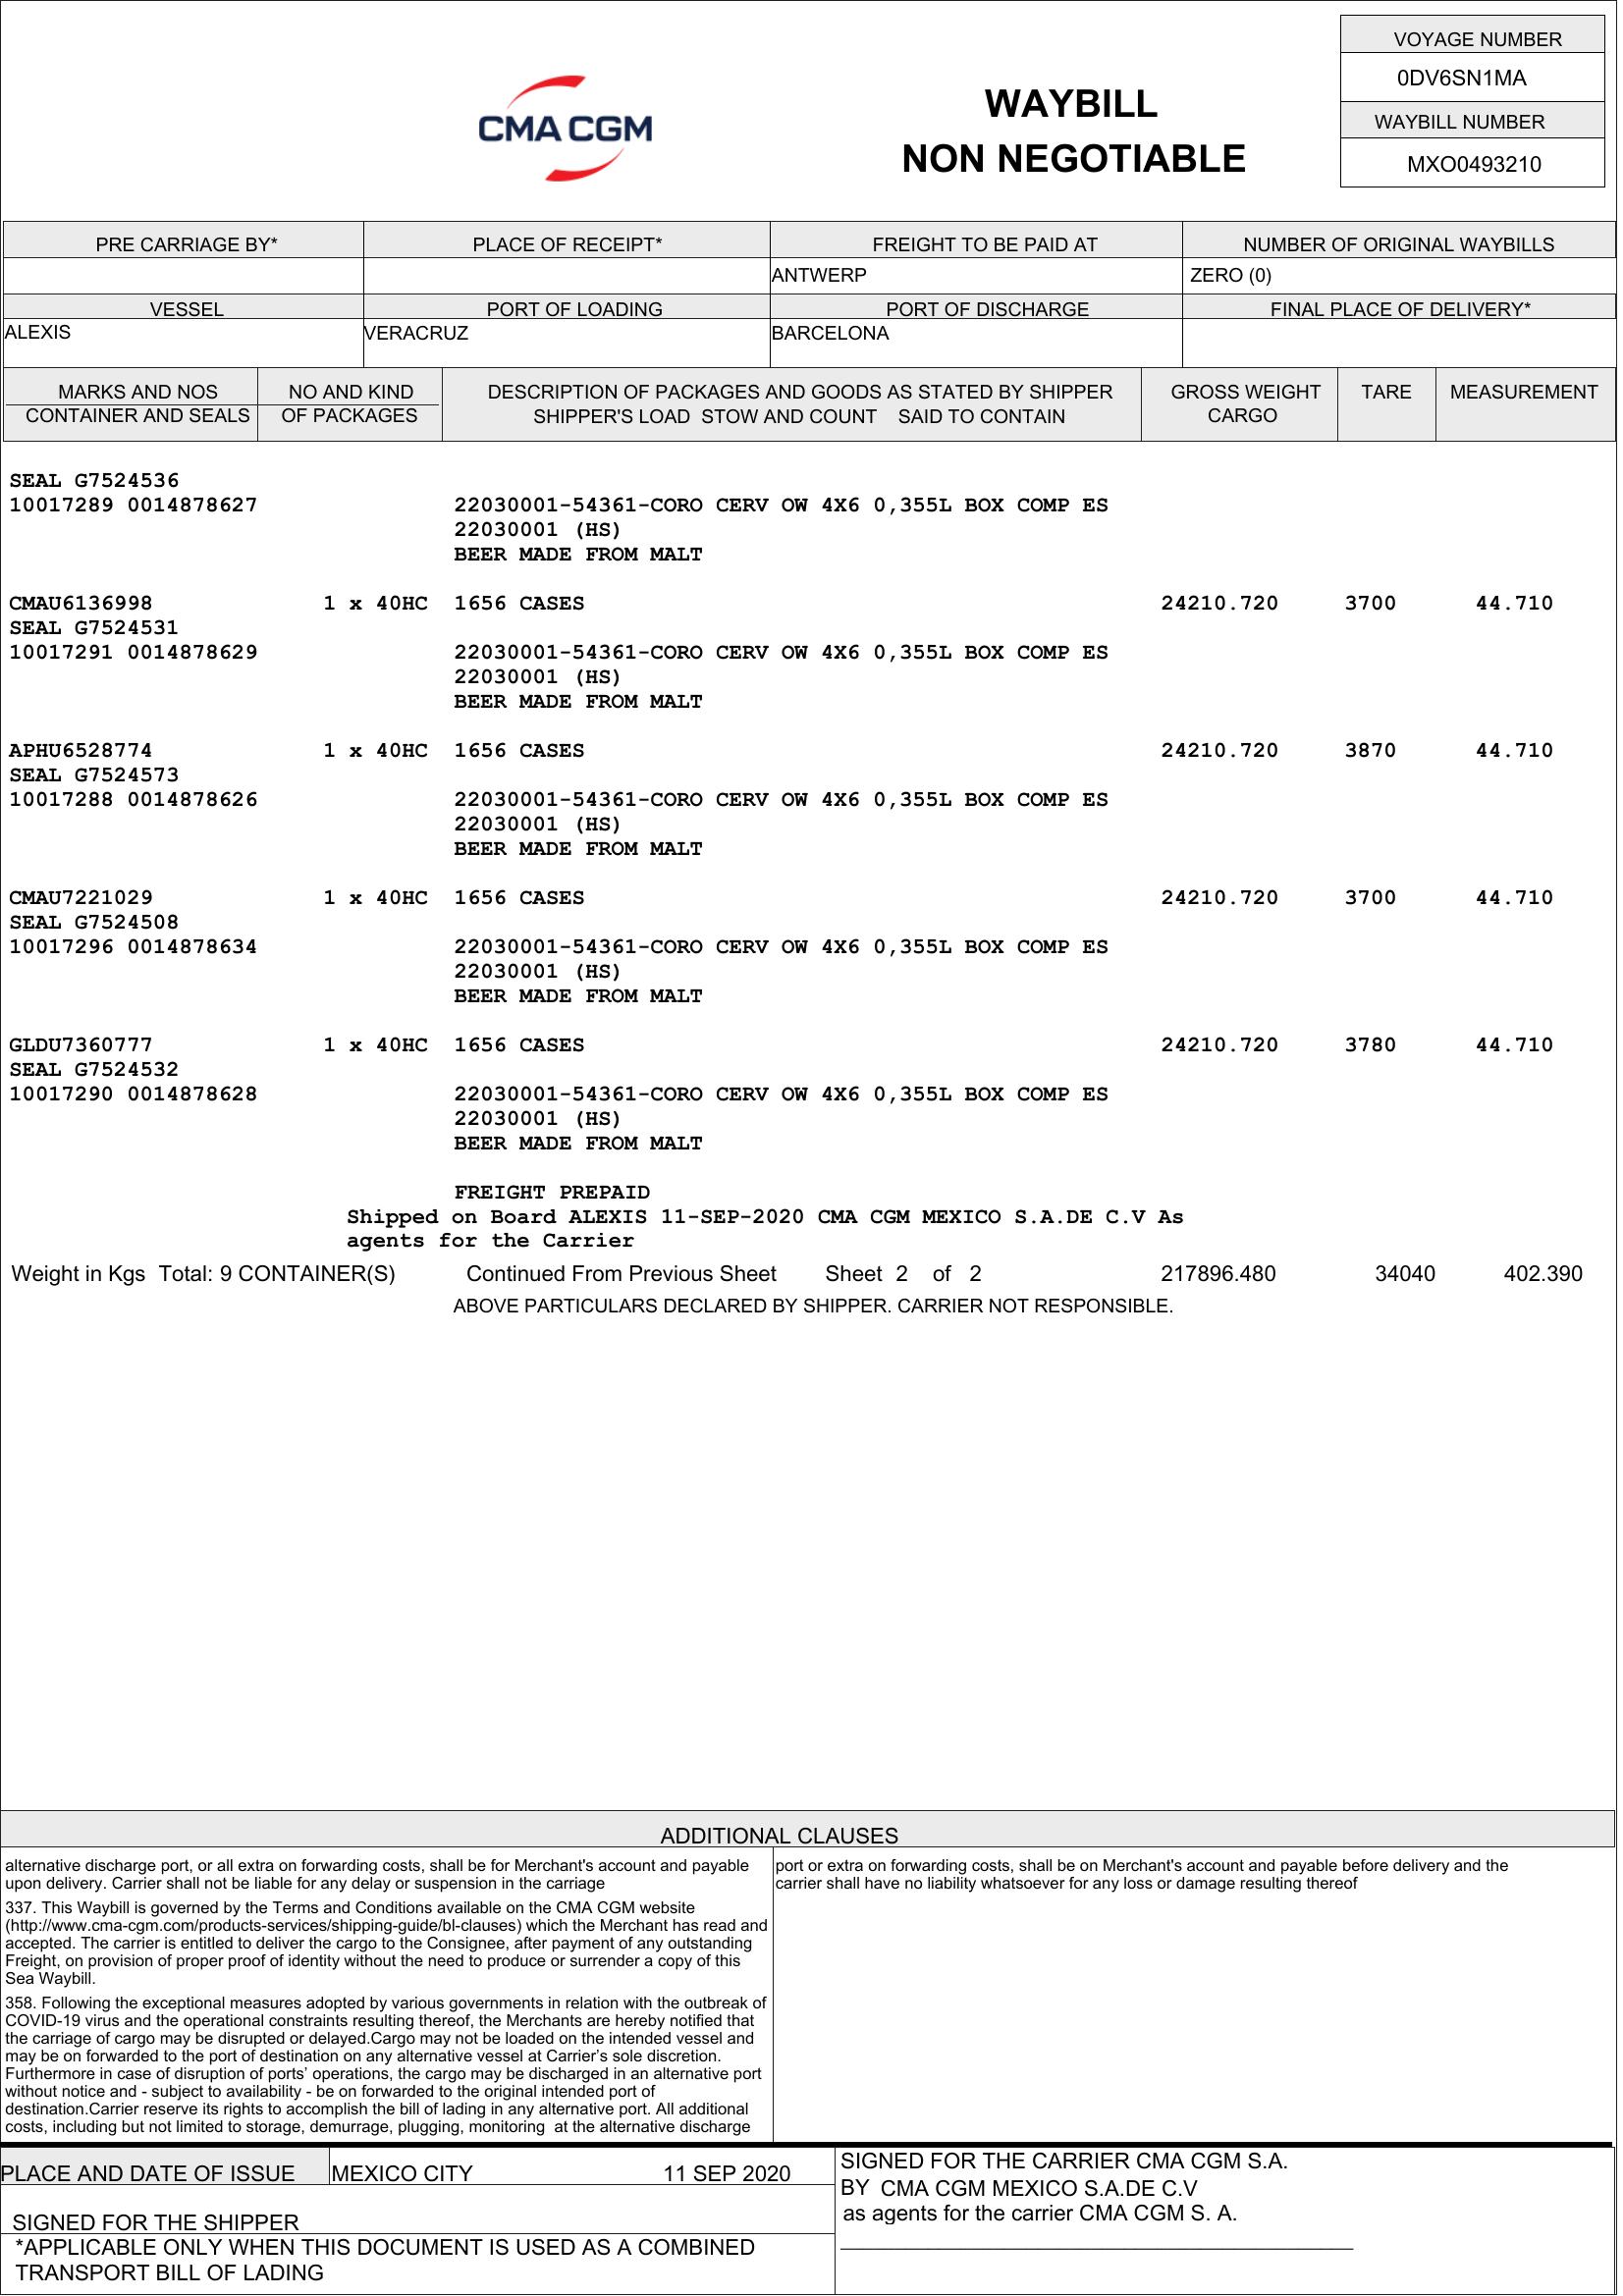 VOYAGE NUMBER
0DV6SN1MA
WAYBILL NUMBER
MXO0493210
CMA CGM
WAYBILL
NON NEGOTIABLE
PRE CARRIAGE BY* PLACE OF RECEIPT* FREIGHT TO BE PAID AT NUMBER OF ORIGINAL WAYBILLS
ANTWERP ZERO (0)
VESSEL PORT OF LOADING PORT OF DISCHARGE FINAL PLACE OF DELIVERY*
ALEXIS VERACRUZ BARCELONA
MARKS AND NOS NO AND KIND DESCRIPTION OF PACKAGES AND GOODS AS STATED BY SHIPPER GROSS WEIGHT TARE MEASUREMENT
CONTAINER AND SEALS OF PACKAGES SHIPPER'S LOAD STOW AND COUNT SAID TO CONTAIN CARGO
SEAL G7524536
10017289 0014878627 22030001-54361-CORO CERV OW 4X6 0,355L BOX COMP ES
22030001 (HS)
BEER MADE FROM MALT
CMAU6136998 1 x 40HC 1656 CASES 24210.720 3700 44.710
SEAL G7524531
10017291 0014878629 22030001-54361-CORO CERV OW 4X6 0,355L BOX COMP ES
22030001 (HS)
BEER MADE FROM MALT
APHU6528774 1 x 40HC 1656 CASES 24210.720 3870 44.710
SEAL G7524573
10017288 0014878626 22030001-54361-CORO CERV OW 4X6 0,355L BOX COMP ES
22030001 (HS)
BEER MADE FROM MALT
CMAU7221029 1 x 40HC 1656 CASES 24210.720 3700 44.710
SEAL G7524508
10017296 0014878634 22030001-54361-CORO CERV OW 4X6 0,355L BOX COMP ES
22030001 (HS)
BEER MADE FROM MALT
GLDU7360777 1 x 40HC 1656 CASES 24210.720 3780 44.710
SEAL G7524532
10017290 0014878628 22030001-54361-CORO CERV OW 4X6 0,355L BOX COMP ES
22030001 (HS)
BEER MADE FROM MALT
FREIGHT PREPAID
Shipped on Board ALEXIS 11-SEP-2020 CMA CGM MEXICO S.A.DE C.V As
agents for the Carrier
Weight in Kgs Total: 9 CONTAINER(S) Continued From Previous Sheet Sheet 2 of 2 217896.480 34040 402.390
ABOVE PARTICULARS DECLARED BY SHIPPER. CARRIER NOT RESPONSIBLE.
ADDITIONAL CLAUSES
alternative discharge port, or all extra on forwarding costs, shall be for Merchant's account and payable
upon delivery. Carrier shall not be liable for any delay or suspension in the carriage
337. This Waybill is governed by the Terms and Conditions available on the CMA CGM website
(http://www.cma-cgm.com/products-services/shipping-guide/bl-clauses) which the Merchant has read and
accepted. The carrier is entitled to deliver the cargo to the Consignee, after payment of any outstanding
Freight, on provision of proper proof of identity without the need to produce or surrender a copy of this
Sea Waybill.
358. Following the exceptional measures adopted by various governments in relation with the outbreak of
COVID-19 virus and the operational constraints resulting thereof, the Merchants are hereby notified that
the carriage of cargo may be disrupted or delayed.Cargo may not be loaded on the intended vessel and
may be on forwarded to the port of destination on any alternative vessel at Carrier's sole discretion.
Furthermore in case of disruption of ports' operations, the cargo may be discharged in an alternative port
without notice and - subject to availability - be on forwarded to the original intended port of
destination.Carrier reserve its rights to accomplish the bill of lading in any alternative port. All additional
costs, including but not limited to storage, demurrage, plugging, monitoring at the alternative discharge
port or extra on forwarding costs, shall be on Merchant's account and payable before delivery and the
carrier shall have no liability whatsoever for any loss or damage resulting thereof
PLACE AND DATE OF ISSUE MEXICO CITY 11 SEP 2020
SIGNED FOR THE SHIPPER
*APPLICABLE ONLY WHEN THIS DOCUMENT IS USED AS A COMBINED
TRANSPORT BILL OF LADING
SIGNED FOR THE CARRIER CMA CGM S.A.
BY CMA CGM MEXICO S.A.DE C.V
as agents for the carrier CMA CGM S. A.